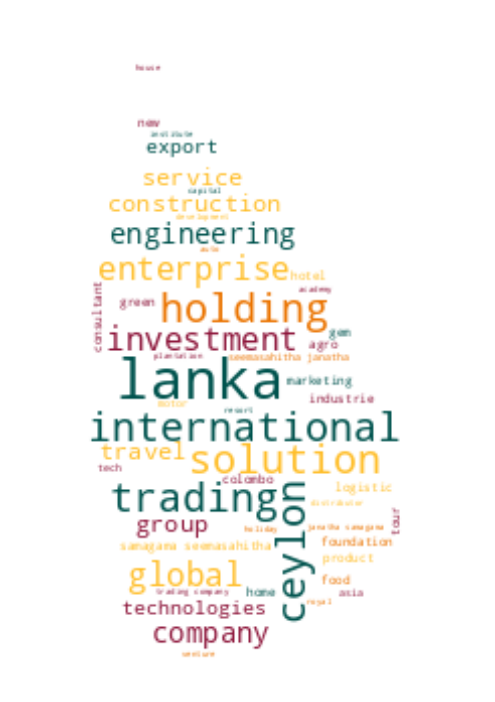 house
new
institute
export
service
capital
construction
development
engineering
auto
enterprise
hotel
academy
consultant
green
holding
gem
investment
agro
plantation
seemasahitha janatha
lanka
marketing
industrie
motor
resort
international
travel
solution
tech
colombo
logistic
trading
ceylon
distributor
group
holiday
janatha samagama
tour
samagama seemasahitha
foundation
product
global
food
trading company
home
asia
technologies
royal
company
venture